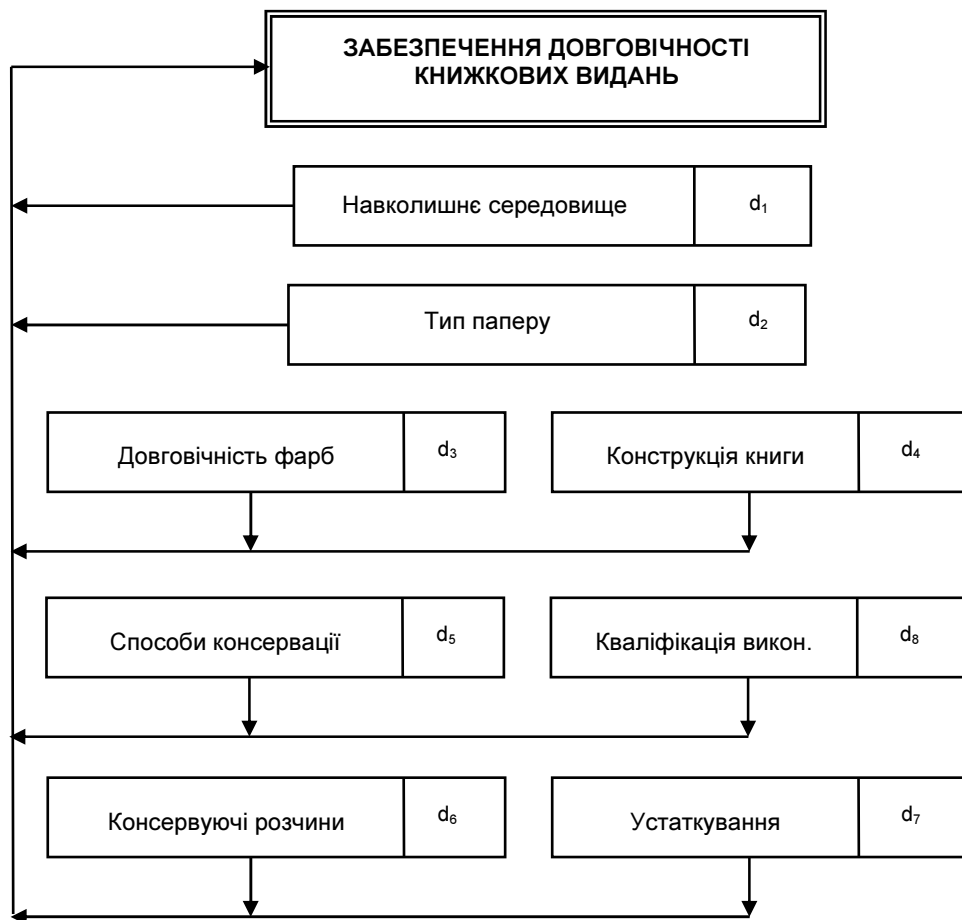 ЗАБЕЗПЕЧЕННЯ ДОВГОВІЧНОСТІ
КНИЖКОВИХ ВИДАНЬ
Навколишнє середовище d₁
Тип паперу d₂
Довговічність фарб d₃ Конструкція книги d₄
Способи консервації d₅ Кваліфікація викон. d₈
Консервуючі розчини d₆ Устаткування d₇